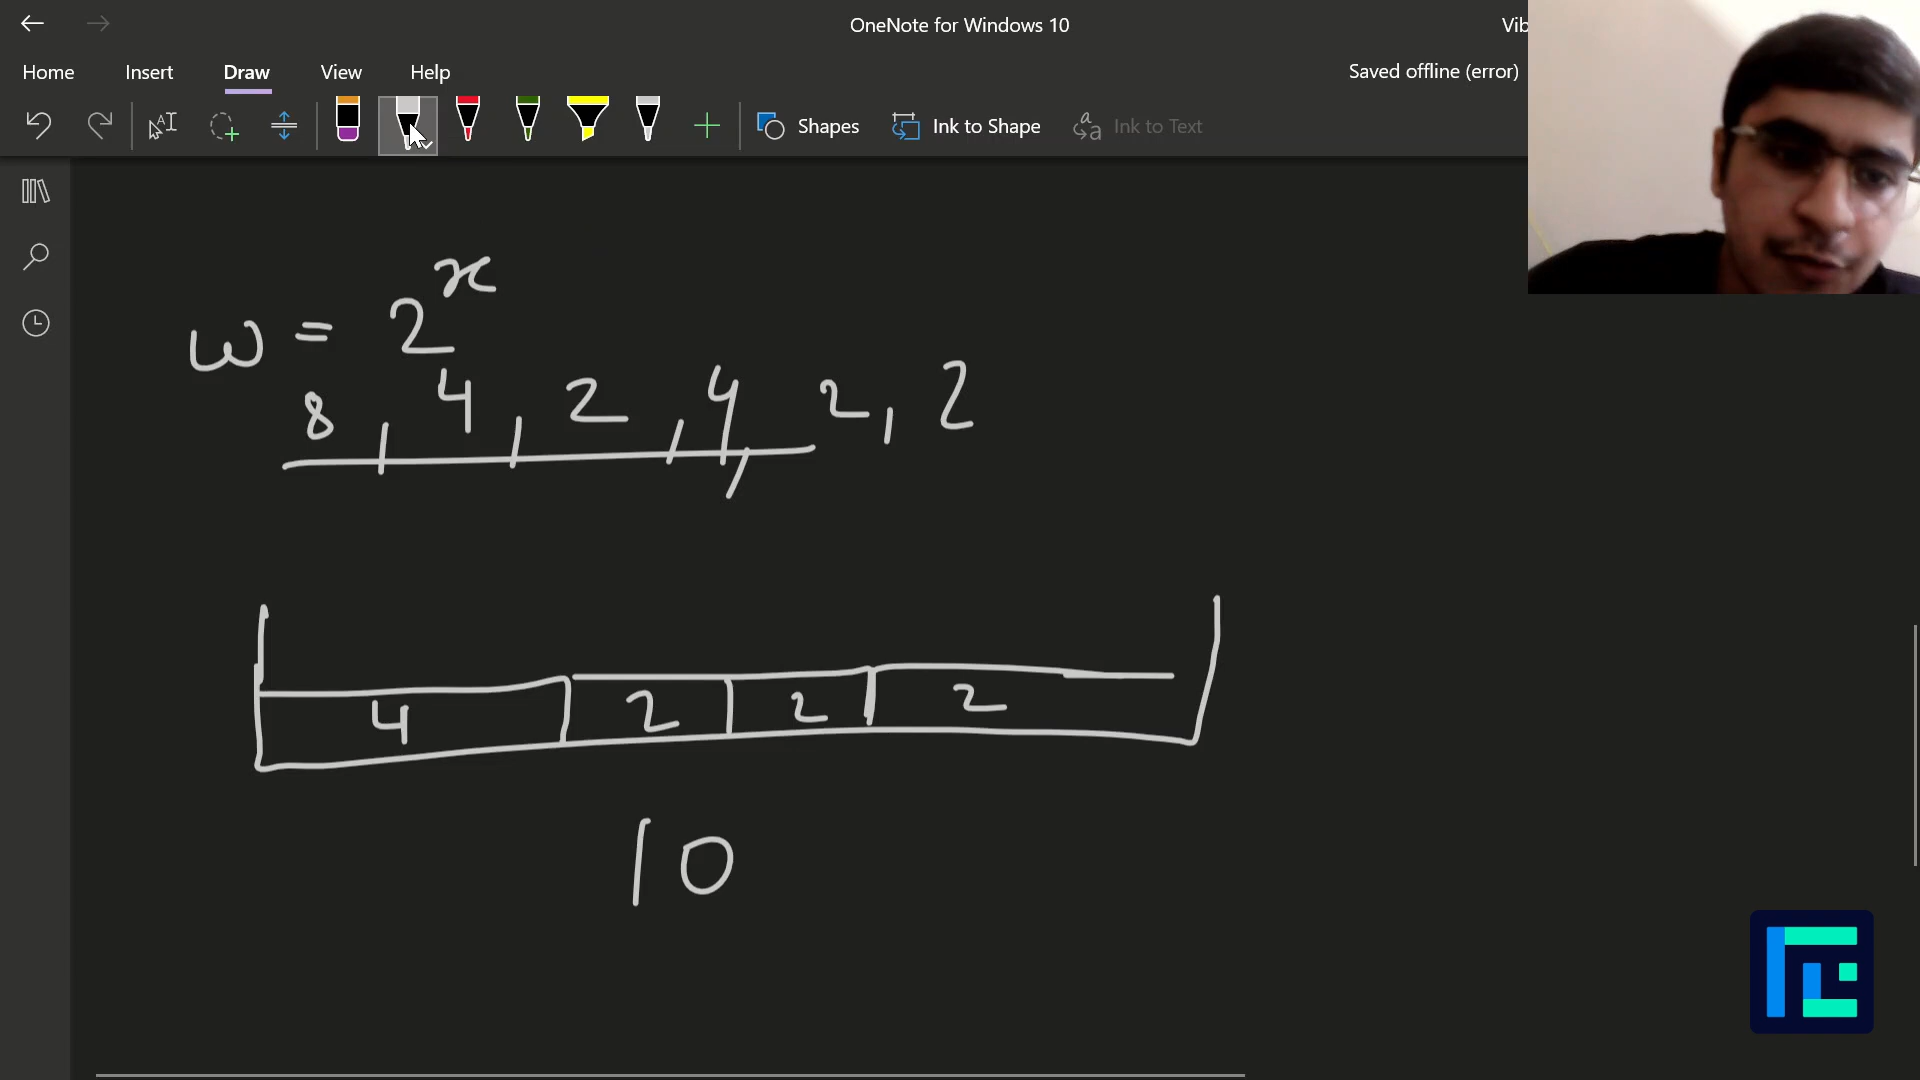 OneNote for Windows 10
Vib
Home Insert Draw View Help
Saved offline (error)
Shapes Ink to Shape Ink to Text
w = 2^x
8, 4, 2, 4, 2, 2
4 2 2 2
10